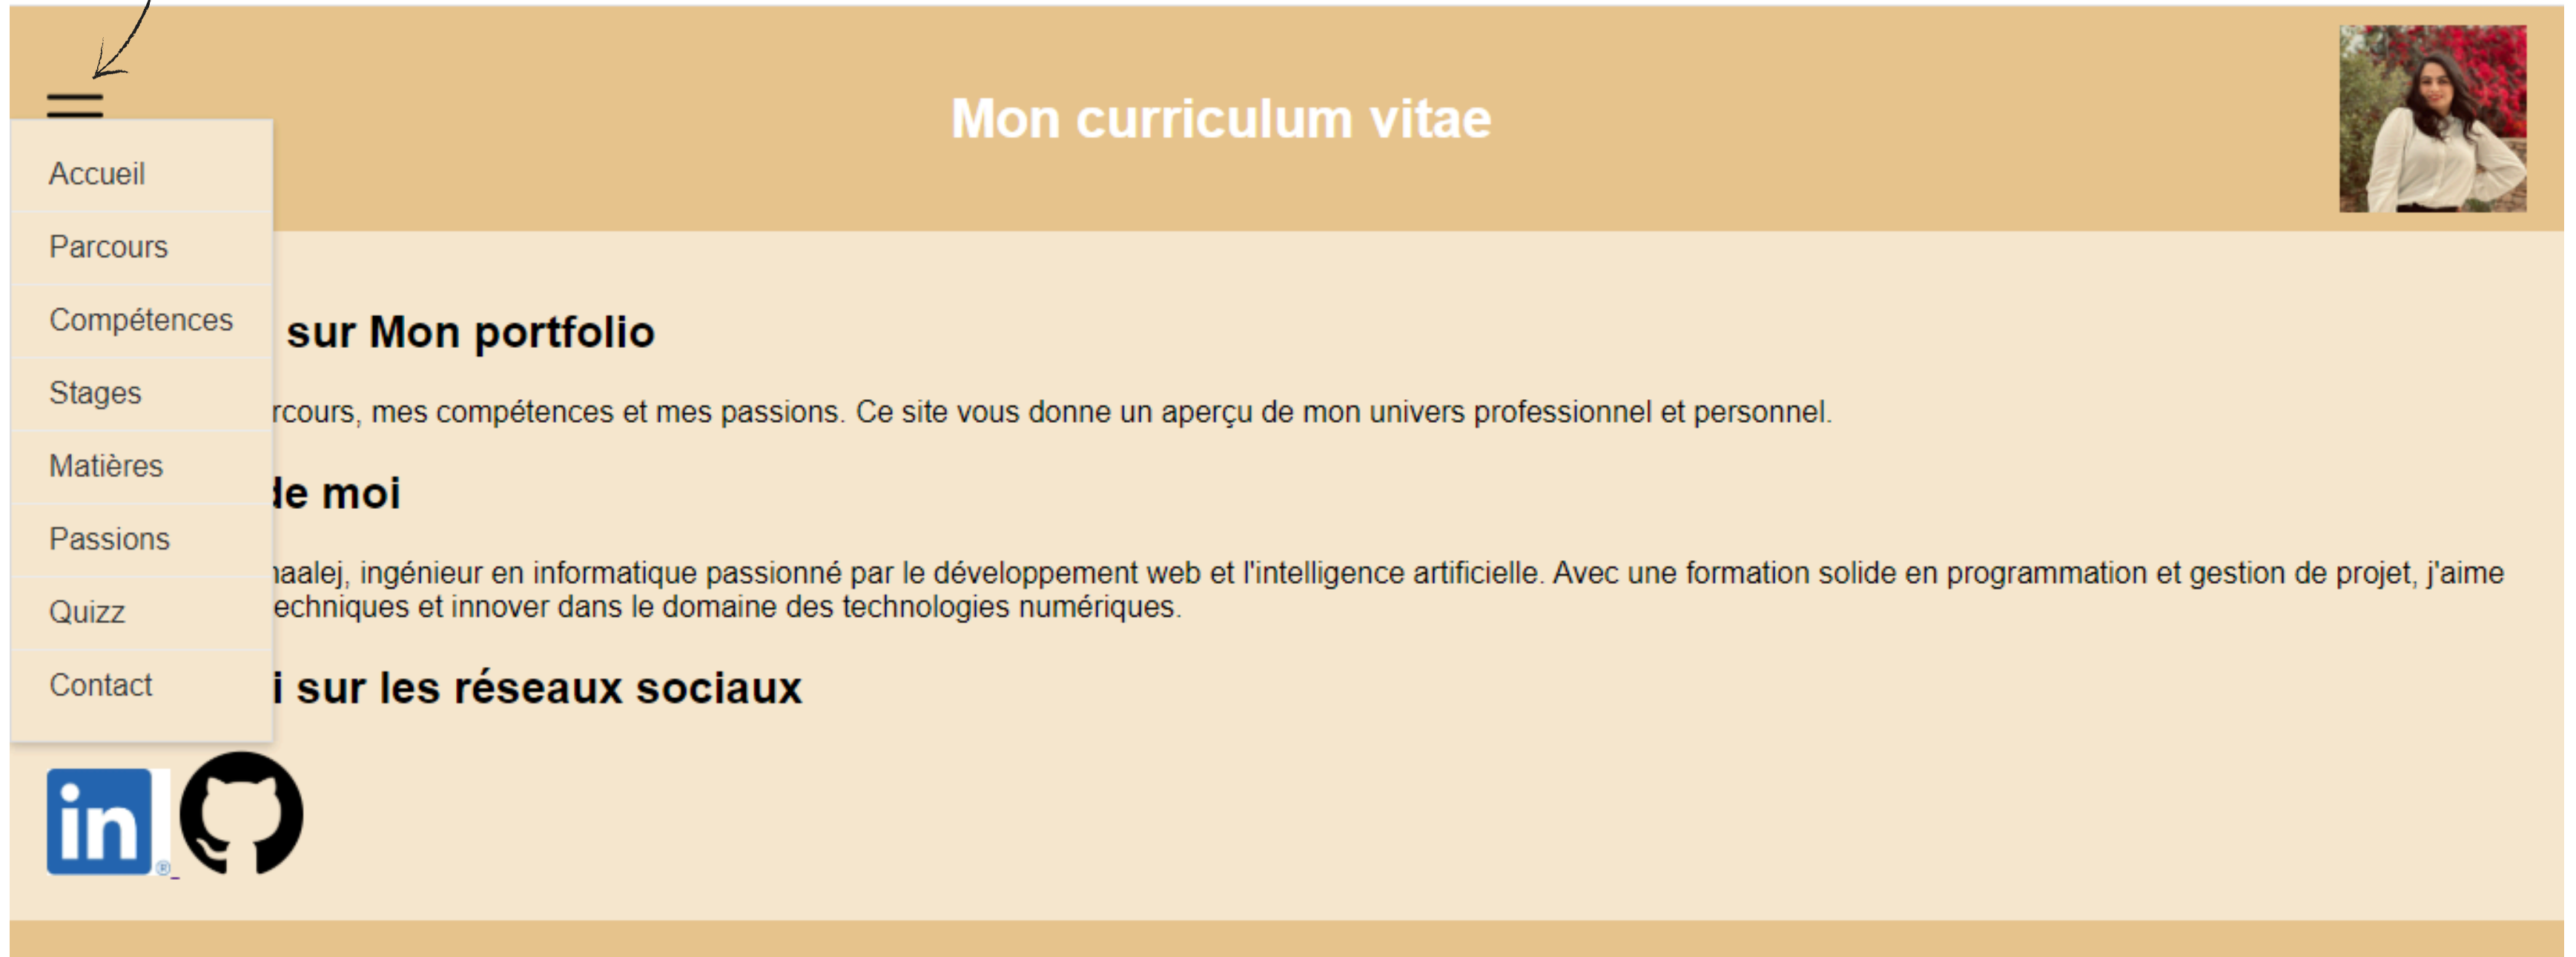 Mon curriculum vitae
Accueil
Parcours
Compétences
Stages
Matières
Passions
Quizz
Contact
sur Mon portfolio
rcours, mes compétences et mes passions. Ce site vous donne un aperçu de mon univers professionnel et personnel.
de moi
naalej, ingénieur en informatique passionné par le développement web et l'intelligence artificielle. Avec une formation solide en programmation et gestion de projet, j'aime
echniques et innover dans le domaine des technologies numériques.
i sur les réseaux sociaux
in®